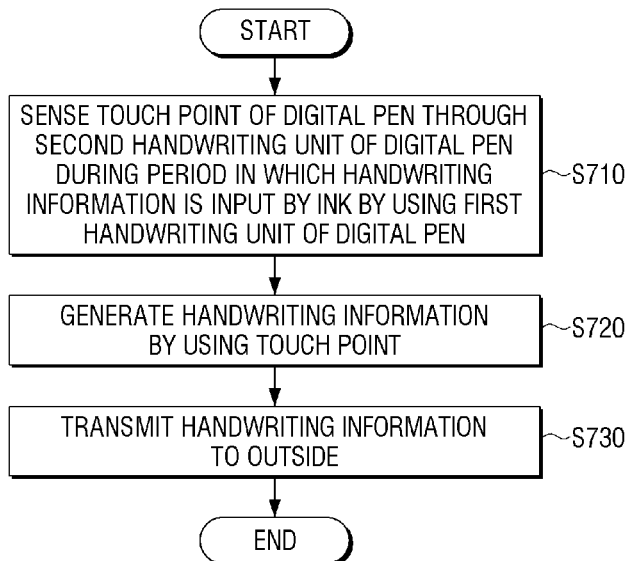 START
SENSE TOUCH POINT OF DIGITAL PEN THROUGH
SECOND HANDWRITING UNIT OF DIGITAL PEN
DURING PERIOD IN WHICH HANDWRITING
INFORMATION IS INPUT BY INK BY USING FIRST
HANDWRITING UNIT OF DIGITAL PEN
S710
GENERATE HANDWRITING INFORMATION
BY USING TOUCH POINT
S720
TRANSMIT HANDWRITING INFORMATION
TO OUTSIDE
S730
END